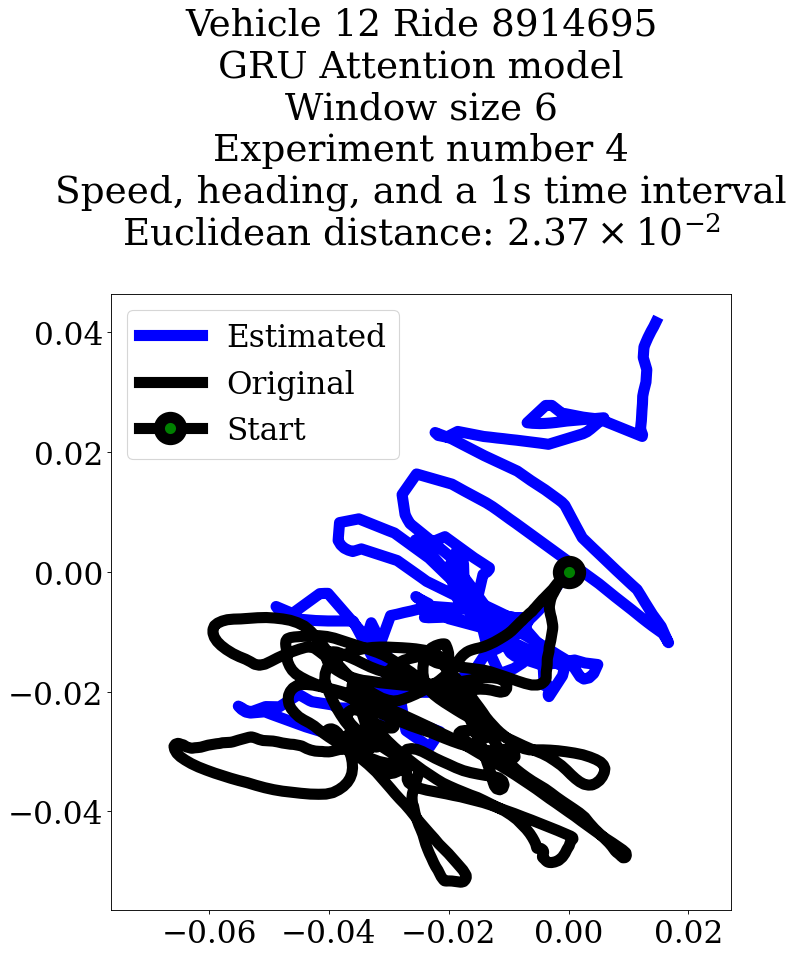 Vehicle 12 Ride 8914695
GRU Attention model
Window size 6
Experiment number 4
Speed, heading, and a 1s time interval
Euclidean distance: 2.37 × 10⁻²
Estimated
Original
Start
0.04
0.02
0.00
−0.02
−0.04
−0.06 −0.04 −0.02 0.00 0.02